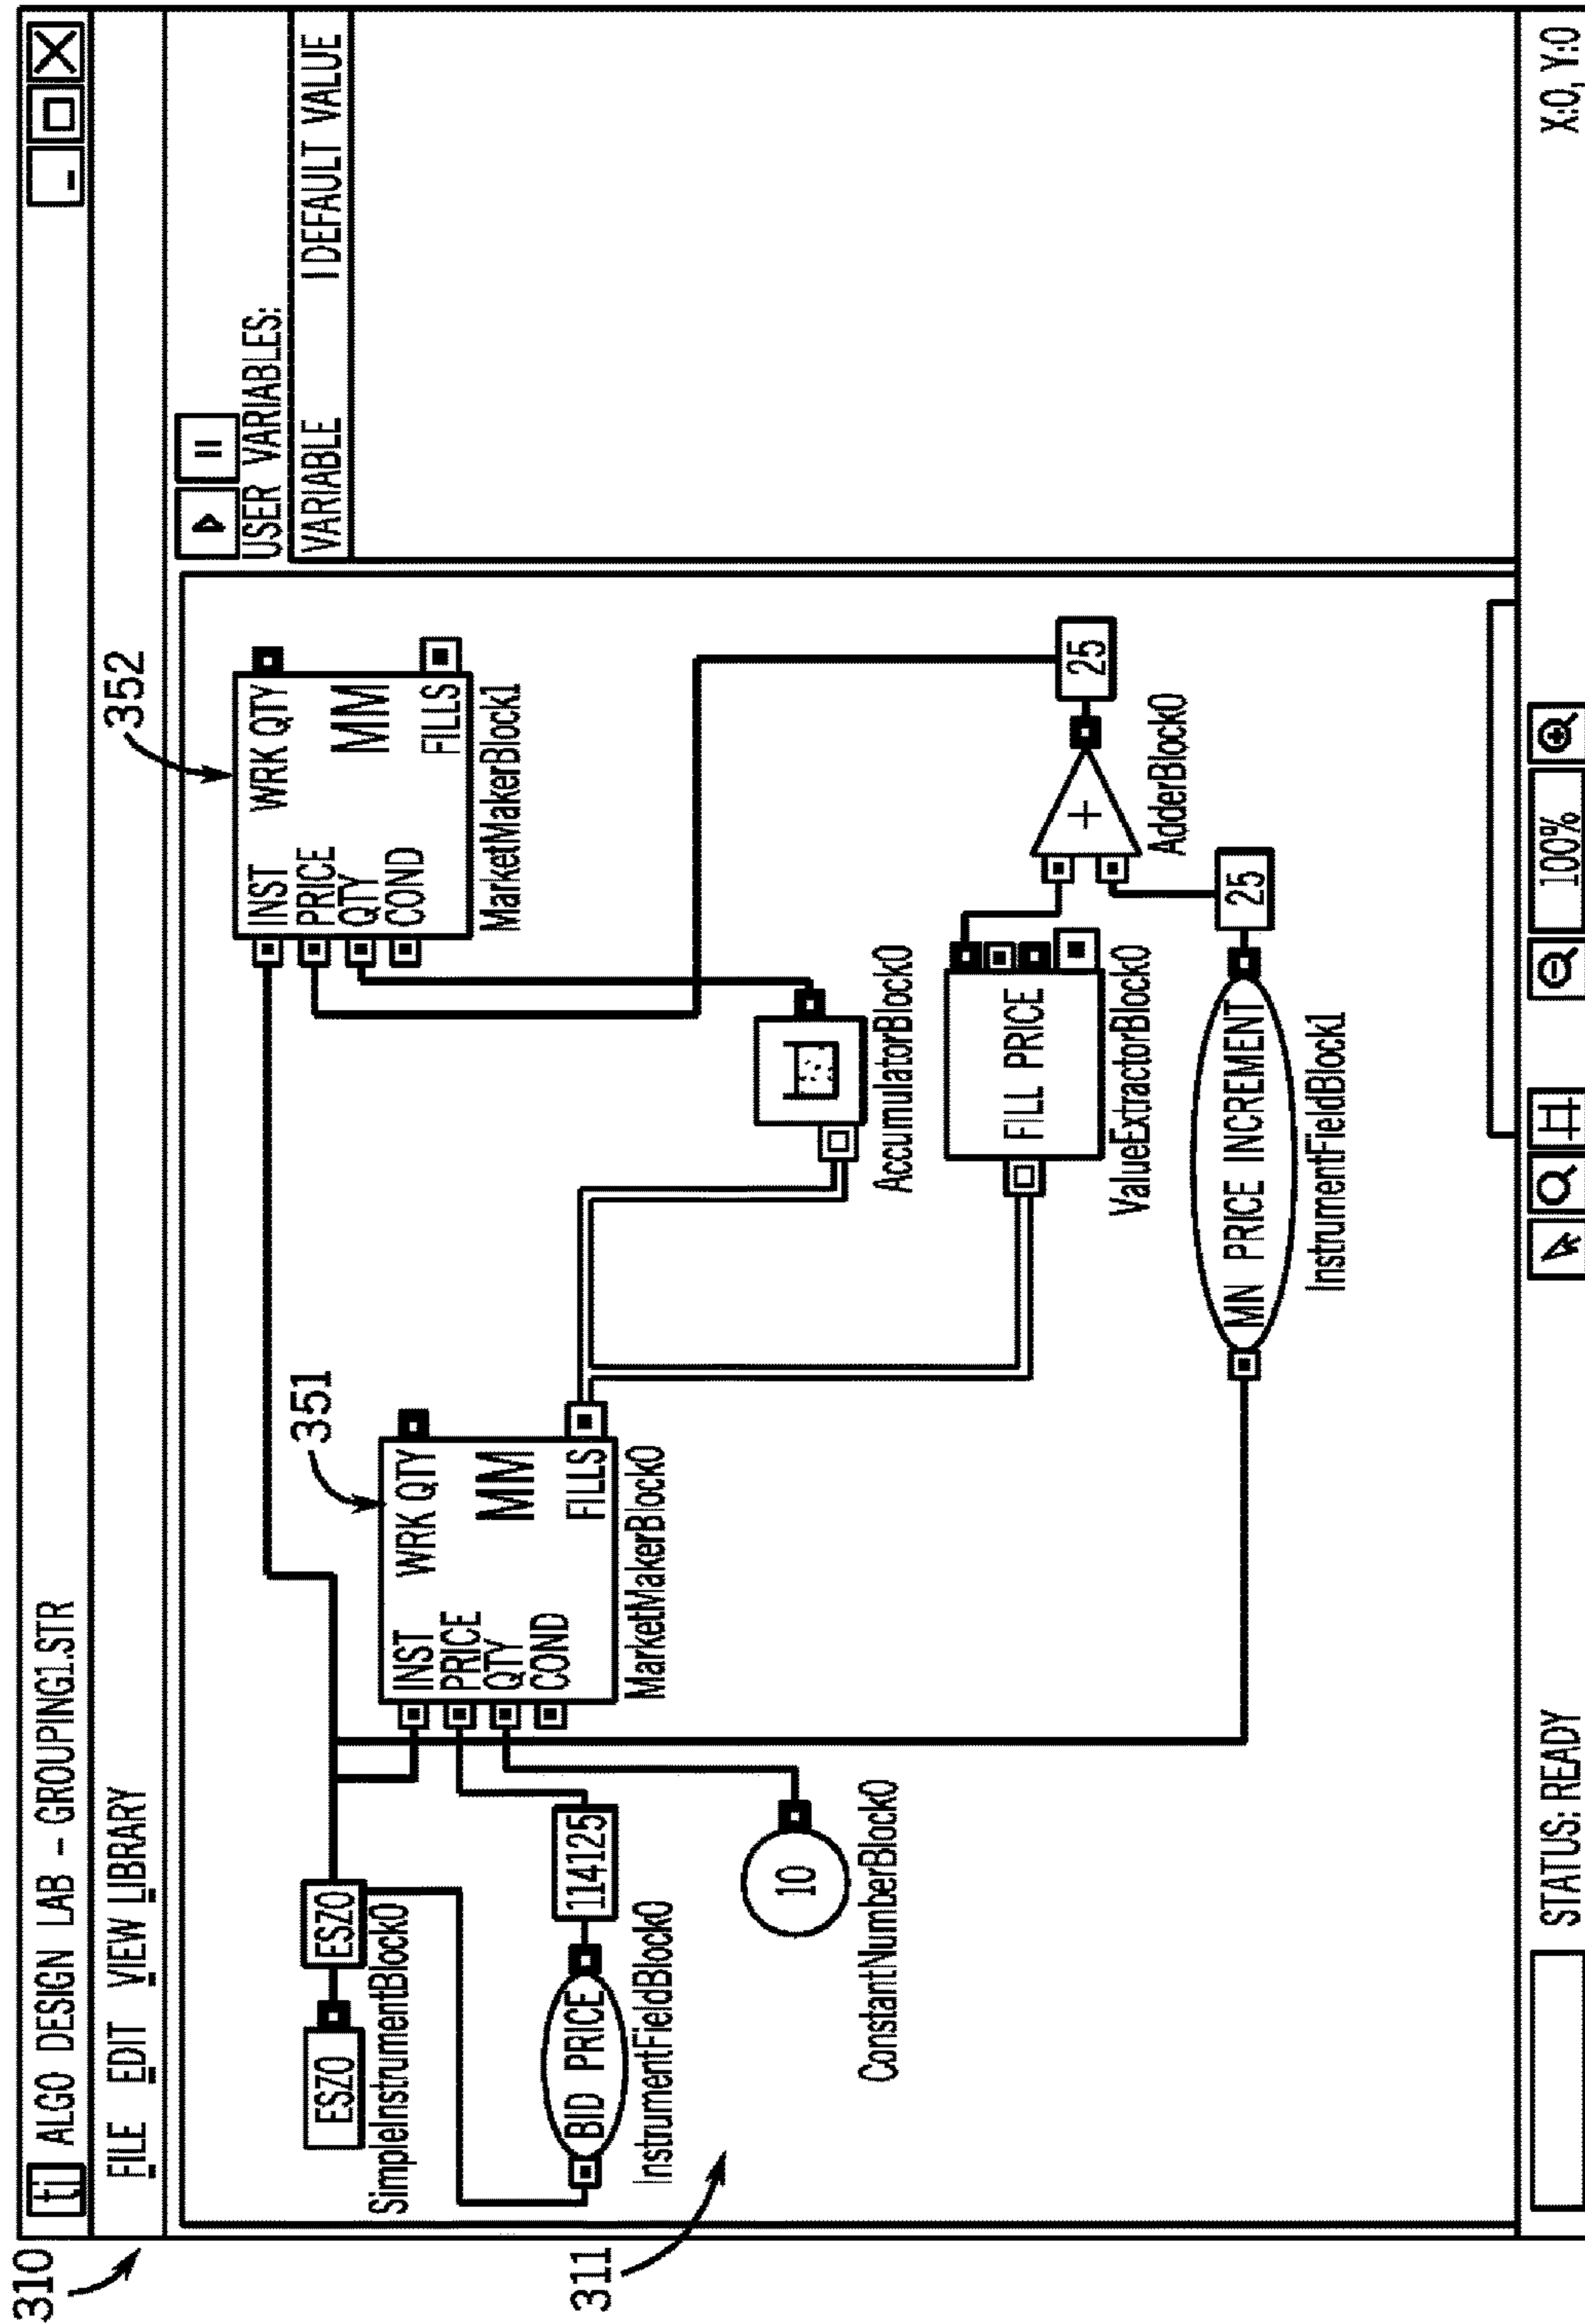 310
ti ALGO DESIGN LAB – GROUPING1.STR
FILE EDIT VIEW LIBRARY
USER VARIABLES:
VARIABLE DEFAULT VALUE
352
INST WRK QTY
PRICE
QTY MM
COND FILLS
MarketMakerBlock1
351
INST WRK QTY
PRICE
QTY MM
COND FILLS
MarketMakerBlock0
ESZ0 ESZ0
SimpleInstrumentBlock0
BID PRICE 114125
InstrumentFieldBlock0
10
ConstantNumberBlock0
AccumulatorBlock0
FILL PRICE
ValueExtractorBlock0
+ 25
AdderBlock0
MN PRICE INCREMENT 25
InstrumentFieldBlock1
311
STATUS: READY 100% X:0, Y:0